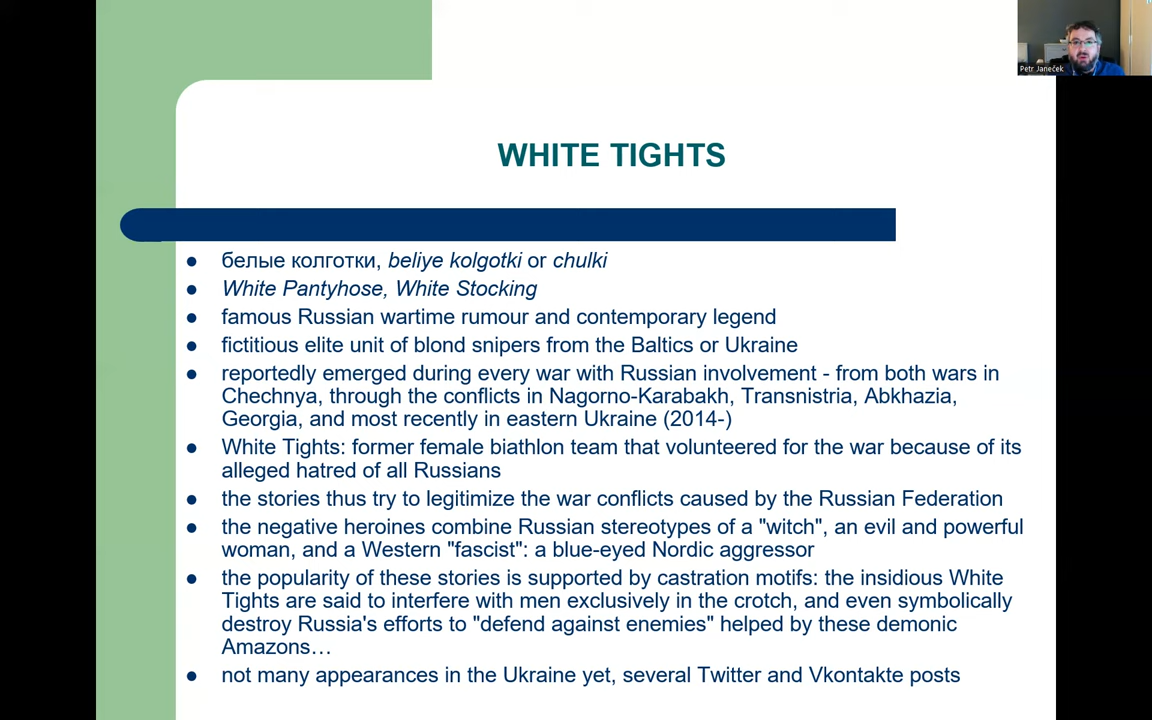 Petr Janeček
WHITE TIGHTS
белые колготки, beliye kolgotki or chulki
White Pantyhose, White Stocking
famous Russian wartime rumour and contemporary legend
fictitious elite unit of blond snipers from the Baltics or Ukraine
reportedly emerged during every war with Russian involvement - from both wars in
Chechnya, through the conflicts in Nagorno-Karabakh, Transnistria, Abkhazia,
Georgia, and most recently in eastern Ukraine (2014-)
White Tights: former female biathlon team that volunteered for the war because of its
alleged hatred of all Russians
the stories thus try to legitimize the war conflicts caused by the Russian Federation
the negative heroines combine Russian stereotypes of a "witch", an evil and powerful
woman, and a Western "fascist": a blue-eyed Nordic aggressor
the popularity of these stories is supported by castration motifs: the insidious White
Tights are said to interfere with men exclusively in the crotch, and even symbolically
destroy Russia's efforts to "defend against enemies" helped by these demonic
Amazons…
not many appearances in the Ukraine yet, several Twitter and Vkontakte posts